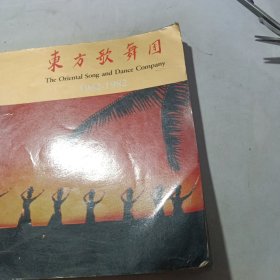 東方歌舞团
The Oriental Song and Dance Company